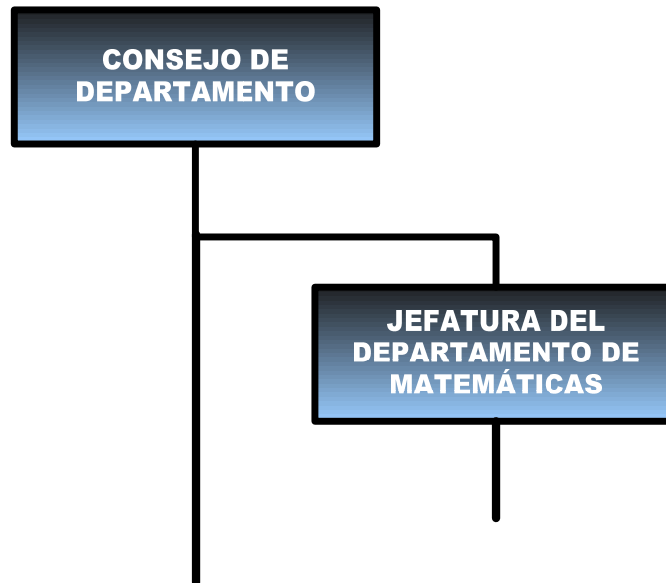 CONSEJO DE
DEPARTAMENTO
JEFATURA DEL
DEPARTAMENTO DE
MATEMÁTICAS